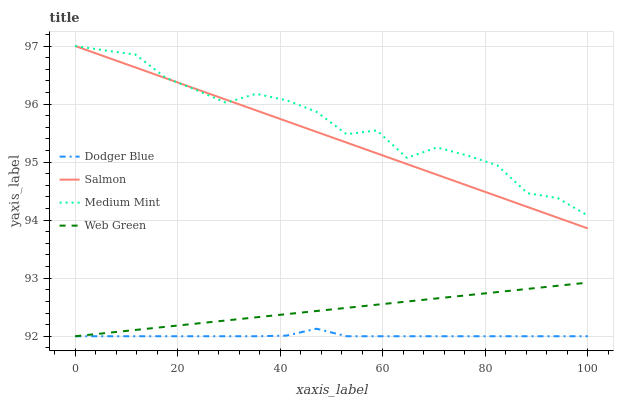 title
97
96
95
94
93
92
yaxis_label
Dodger Blue
Salmon
Medium Mint
Web Green
0
20
40
60
80
100
xaxis_label